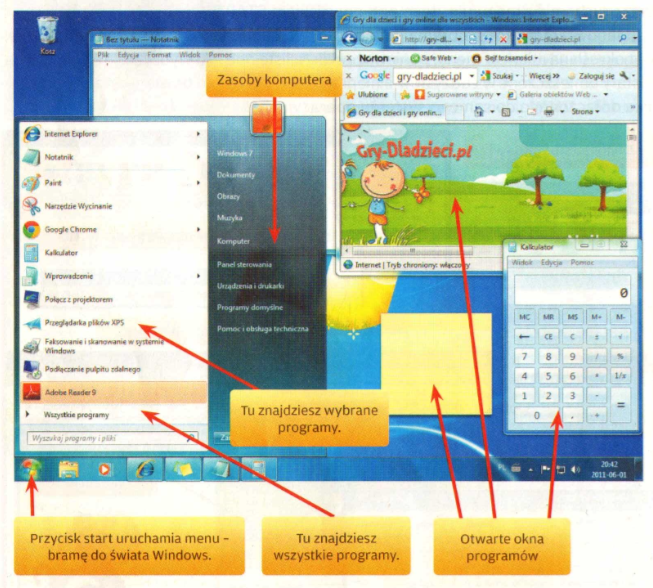 Kosz
Bez tytułu — Notatnik
Plik Edycja Format Widok Pomoc
Zasoby komputera
Gry dla dzieci i gry online dla wszystkich - Windows Internet Explo...
http://gry-dl...
gry-dladzieci.pl
Norton
Safe Web
Sejf tożsamości
Google
gry-dladzieci.pl
Szukaj
Więcej >>
Zaloguj się
Ulubione
Sugerowane witryny
Galeria obiektów Web ...
Gry dla dzieci i gry onlin...
Strona
Gry-Dladzieci.pl
Internet | Tryb chroniony: włączony
Internet Explorer
Notatnik
Paint
Narzędzie Wycinanie
Google Chrome
Kalkulator
Wprowadzenie
Połącz z projektorem
Przeglądarka plików XPS
Faksowanie i skanowanie w systemie
Windows
Podłączanie pulpitu zdalnego
Adobe Reader 9
Wszystkie programy
Wyszukaj programy i pliki
Windows 7
Dokumenty
Obrazy
Muzyka
Komputer
Panel sterowania
Urządzenia i drukarki
Programy domyślne
Pomoc i obsługa techniczna
Kalkulator
Widok Edycja Pomoc
0
MC MR MS M+ M-
← CE C ± √
7 8 9 / %
4 5 6 * 1/x
1 2 3 - =
0 , +
Tu znajdziesz wybrane
programy.
PL
20:42
2011-06-01
Przycisk start uruchamia menu –
bramę do świata Windows.
Tu znajdziesz
wszystkie programy.
Otwarte okna
programów